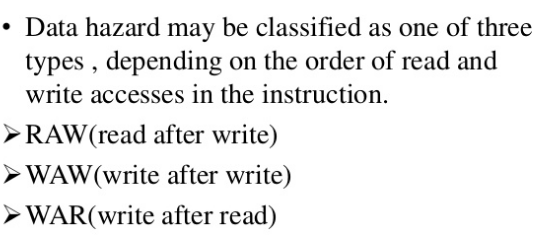 • Data hazard may be classified as one of three
types , depending on the order of read and
write accesses in the instruction.
➢RAW(read after write)
➢WAW(write after write)
➢WAR(write after read)